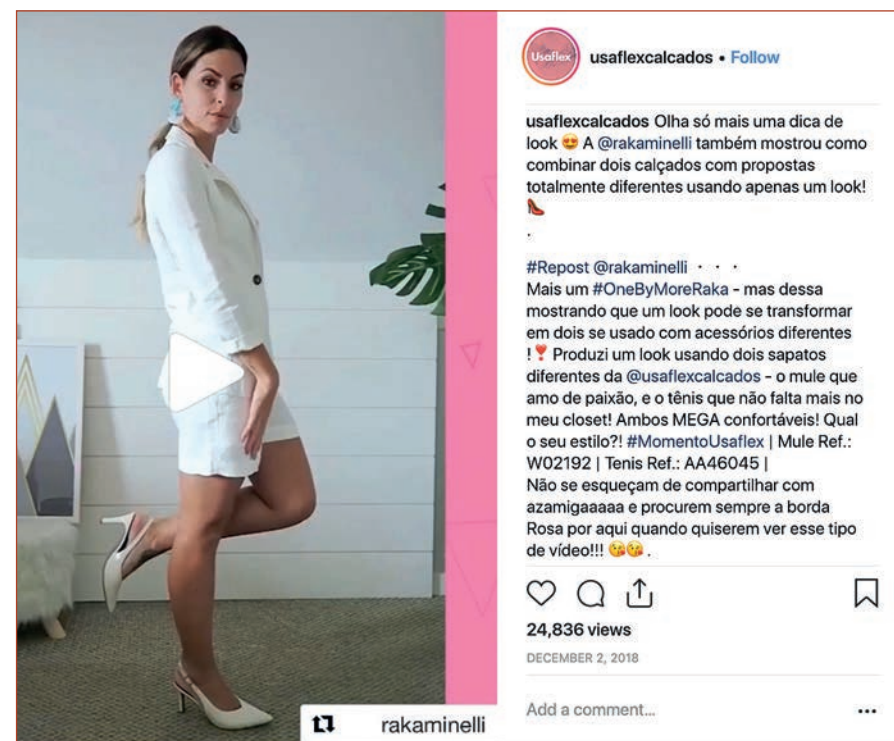 Usaflex
usaflexcalcados • Follow
usaflexcalcados Olha só mais uma dica de
look 😍 A @rakaminelli também mostrou como
combinar dois calçados com propostas
totalmente diferentes usando apenas um look!
👠
.
#Repost @rakaminelli · · ·
Mais um #OneByMoreRaka - mas dessa
mostrando que um look pode se transformar
em dois se usado com acessórios diferentes
!❣️ Produzi um look usando dois sapatos
diferentes da @usaflexcalcados - o mule que
amo de paixão, e o tênis que não falta mais no
meu closet! Ambos MEGA confortáveis! Qual
o seu estilo?! #MomentoUsaflex | Mule Ref.:
W02192 | Tenis Ref.: AA46045 |
Não se esqueçam de compartilhar com
azamigaaaaa e procurem sempre a borda
Rosa por aqui quando quiserem ver esse tipo
de vídeo!!! 😘😘 .
24,836 views
DECEMBER 2, 2018
Add a comment...
rakaminelli